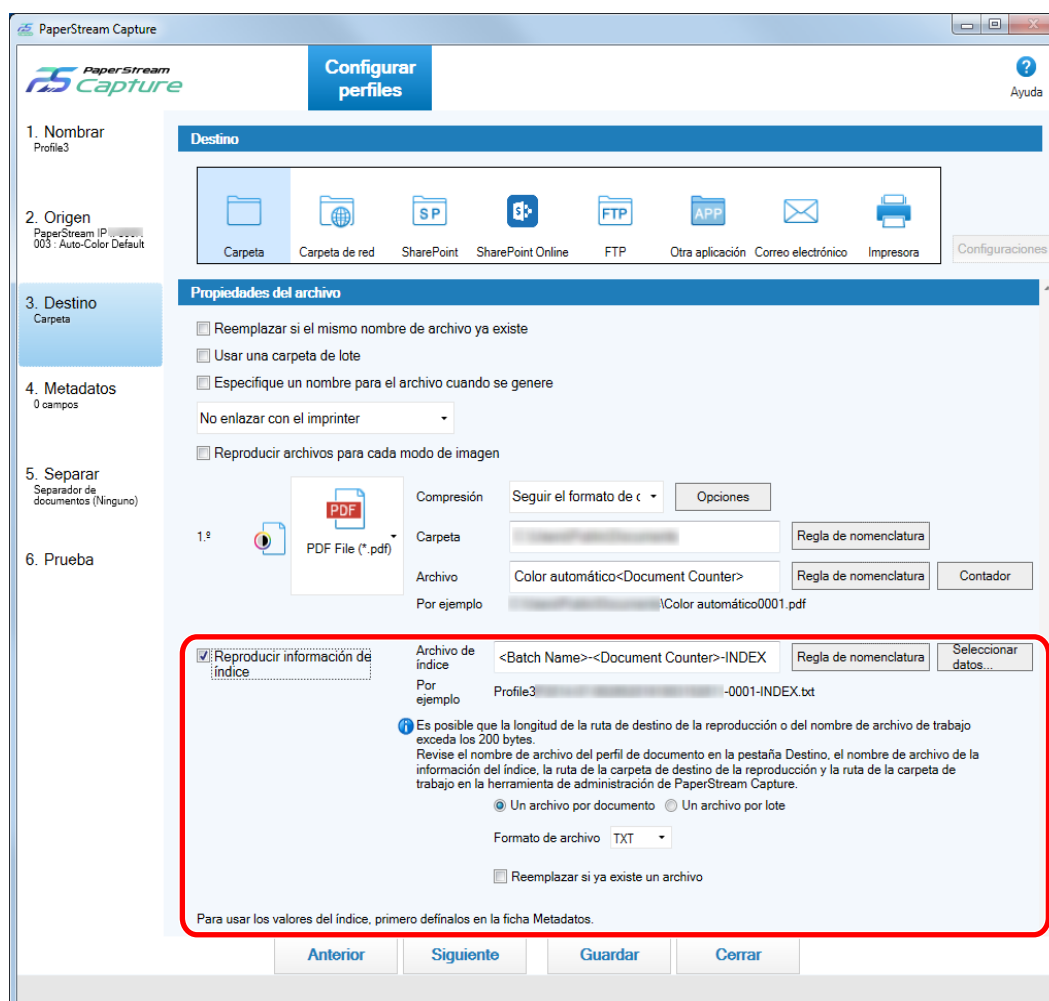 PaperStream Capture
PaperStream
Capture
Configurar
perfiles
?
Ayuda
1. Nombrar
Profile3
2. Origen
PaperStream IP
003 : Auto-Color Default
3. Destino
Carpeta
4. Metadatos
0 campos
5. Separar
Separador de
documentos (Ninguno)
6. Prueba
Destino
SP
S
FTP
APP
Carpeta
Carpeta de red
SharePoint
SharePoint Online
FTP
Otra aplicación
Correo electrónico
Impresora
Configuraciones
Propiedades del archivo
Reemplazar si el mismo nombre de archivo ya existe
Usar una carpeta de lote
Especifique un nombre para el archivo cuando se genere
No enlazar con el imprinter
Reproducir archivos para cada modo de imagen
1.º
PDF
PDF File (*.pdf)
Compresión
Seguir el formato de c
Opciones
Carpeta
Regla de nomenclatura
Archivo
Color automático<Document Counter>
Regla de nomenclatura
Contador
Por ejemplo
\Color automático0001.pdf
Reproducir información de
índice
Archivo de
índice
<Batch Name>-<Document Counter>-INDEX
Regla de nomenclatura
Seleccionar
datos...
Por
ejemplo
Profile3
-0001-INDEX.txt
Es posible que la longitud de la ruta de destino de la reproducción o del nombre de archivo de trabajo
exceda los 200 bytes.
Revise el nombre de archivo del perfil de documento en la pestaña Destino, el nombre de archivo de la
información del índice, la ruta de la carpeta de destino de la reproducción y la ruta de la carpeta de
trabajo en la herramienta de administración de PaperStream Capture.
Un archivo por documento
Un archivo por lote
Formato de archivo
TXT
Reemplazar si ya existe un archivo
Para usar los valores del índice, primero defínalos en la ficha Metadatos.
Anterior
Siguiente
Guardar
Cerrar